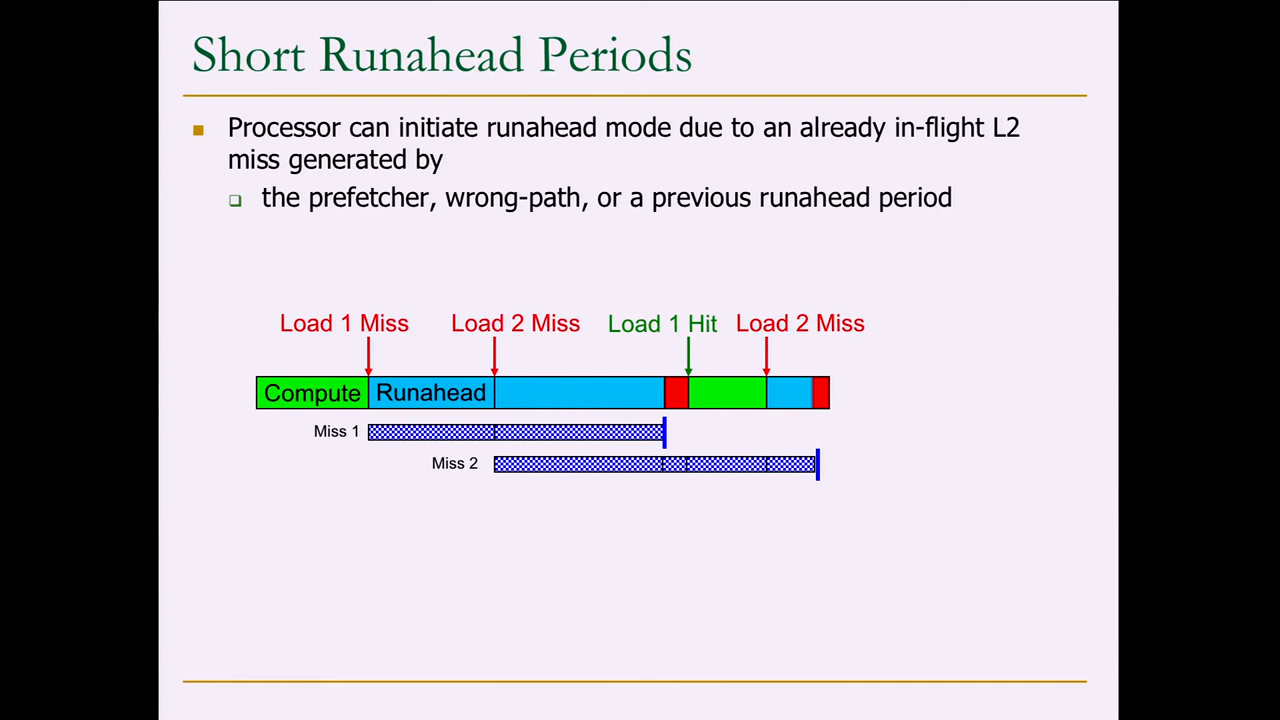 Short Runahead Periods
Processor can initiate runahead mode due to an already in-flight L2
miss generated by
the prefetcher, wrong-path, or a previous runahead period
Load 1 Miss Load 2 Miss Load 1 Hit Load 2 Miss
Compute Runahead
Miss 1
Miss 2